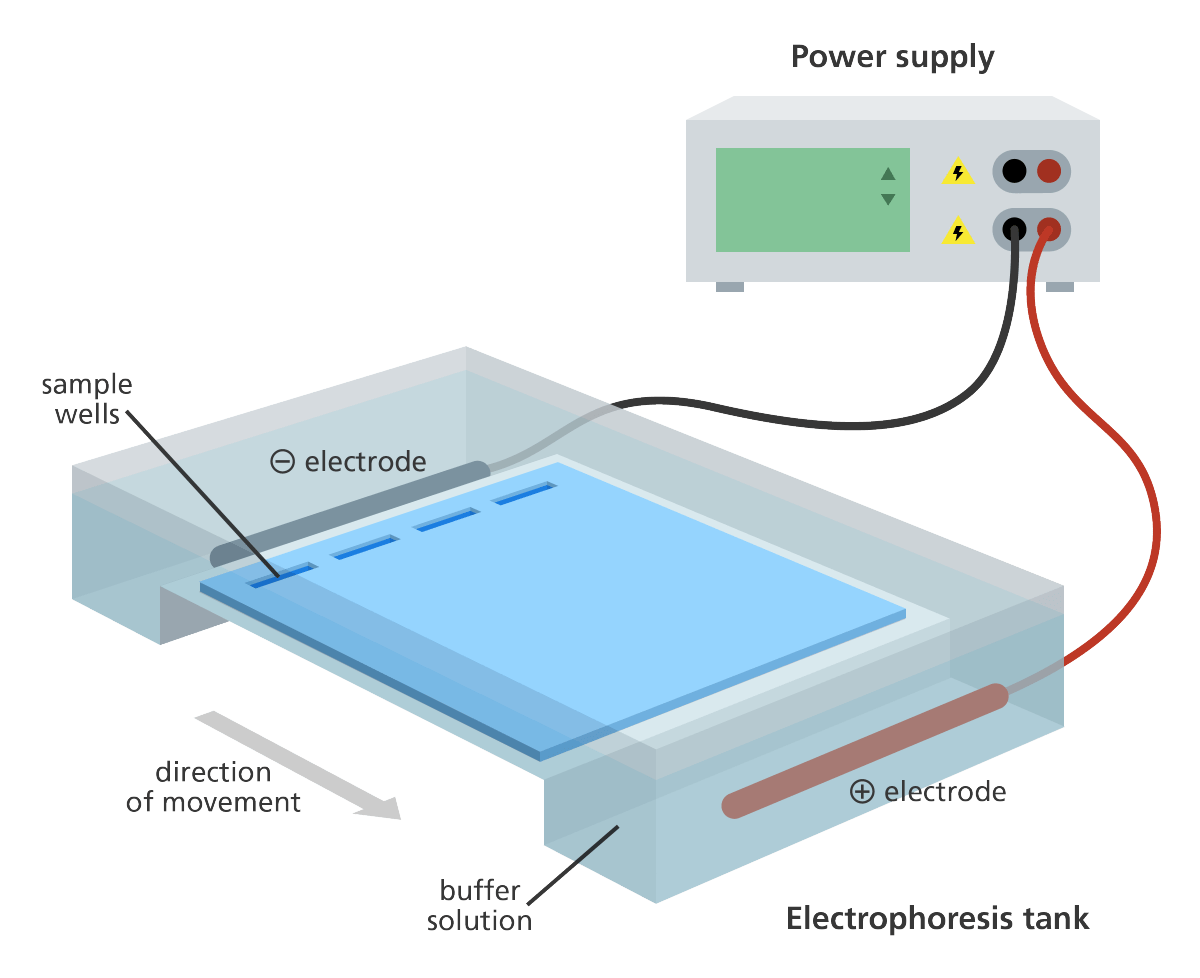 Power supply
sample
wells
⊖ electrode
direction
of movement
⊕ electrode
buffer
solution
Electrophoresis tank